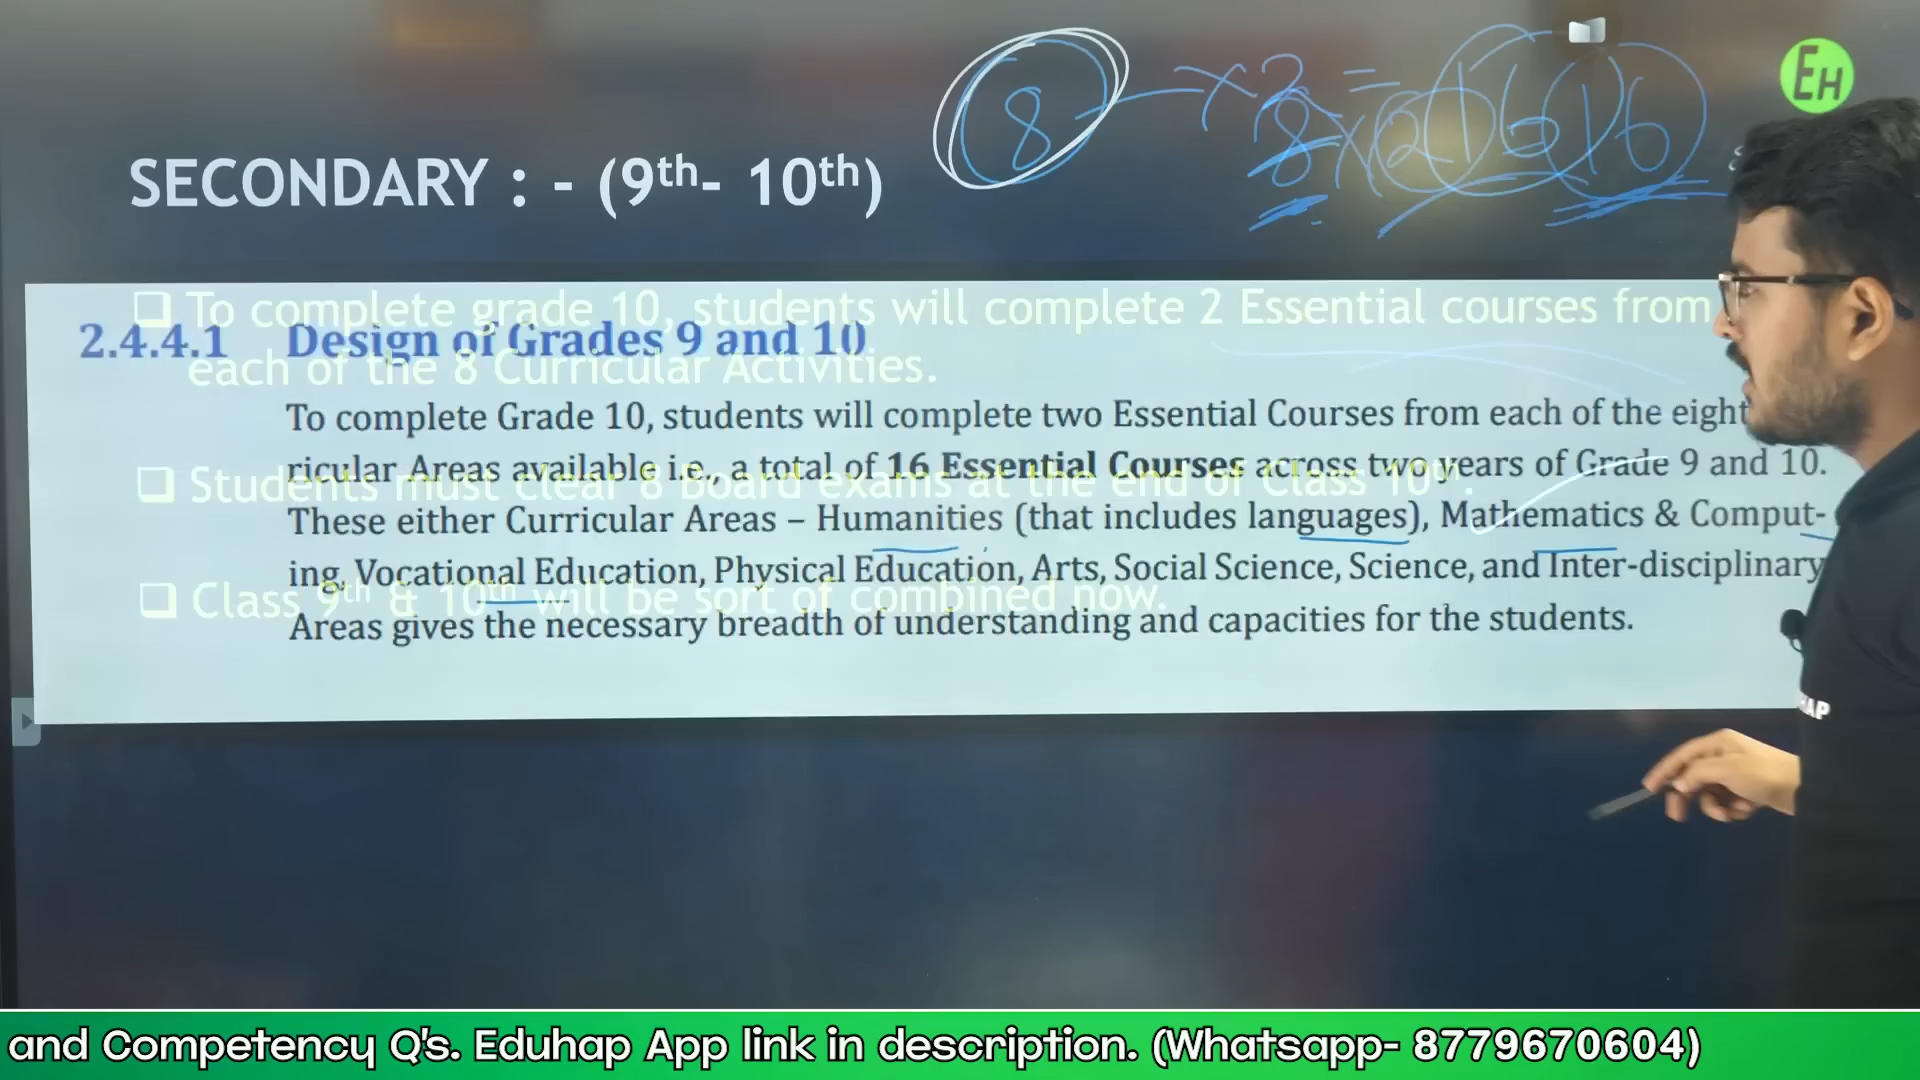 8 × 2 = 16
8 × 2 16
EH
SECONDARY : - (9th- 10th)
To complete grade 10, students will complete 2 Essential courses from
2.4.4.1 Design of Grades 9 and 10
each of the 8 Curricular Activities.
To complete Grade 10, students will complete two Essential Courses from each of the eight
ricular Areas available i.e., a total of 16 Essential Courses across two years of Grade 9 and 10.
Students must clear 8 Board exams at the end of Class 10th.
These either Curricular Areas – Humanities (that includes languages), Mathematics & Comput-
ing, Vocational Education, Physical Education, Arts, Social Science, Science, and Inter-disciplinary
Class 9th & 10th will be sort of combined now.
Areas gives the necessary breadth of understanding and capacities for the students.
HAP
and Competency Q's. Eduhap App link in description. (Whatsapp- 8779670604)